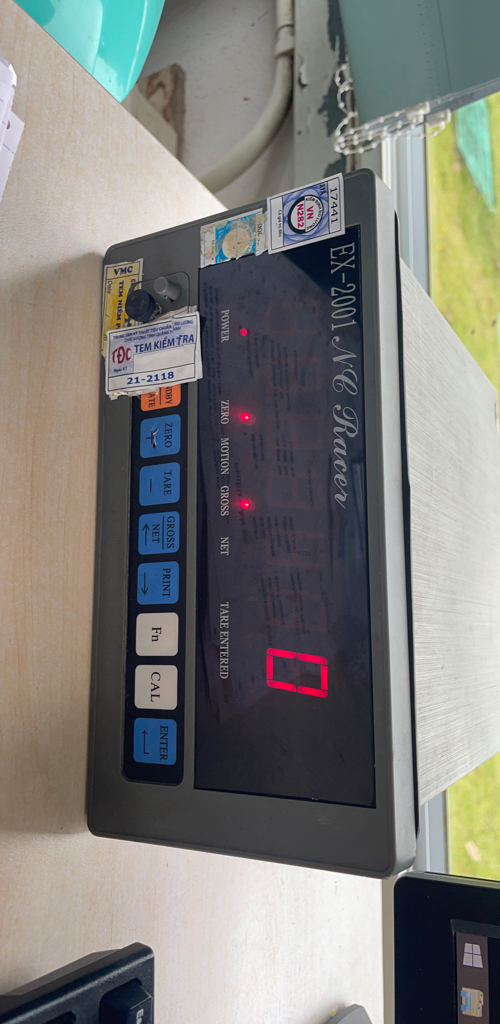 EX-2001 NC Racer
17441
VN
N282
0
POWER
ZERO
MOTION
GROSS
NET
TARE ENTERED
VMC
TEM KIỂM TRA
21-2118
ZERO
TARE
GROSS
NET
PRINT
Fn
CAL
ENTER